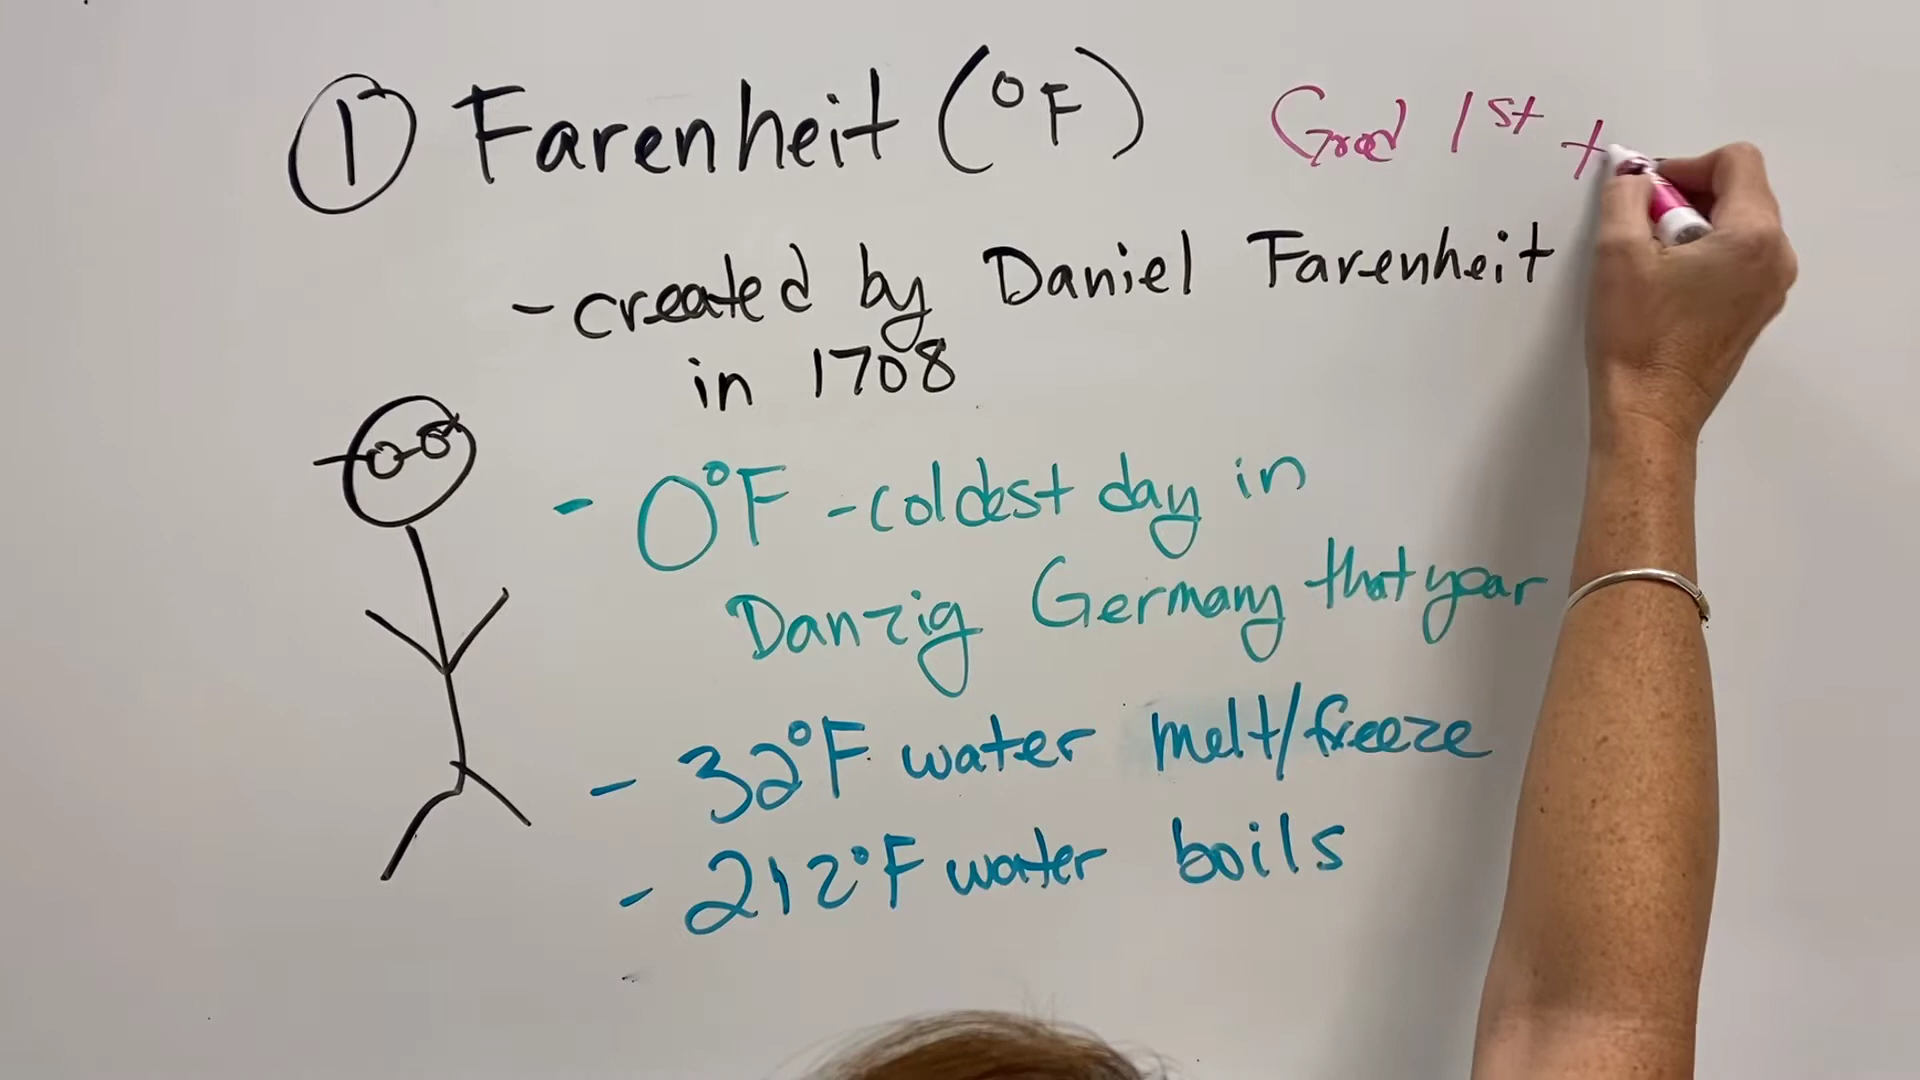 ① Farenheit (°F) Good 1st t
- created by Daniel Farenheit
in 1708
- 0°F - coldest day in
Danzig Germany that year
- 32°F water melt/freeze
- 212°F water boils